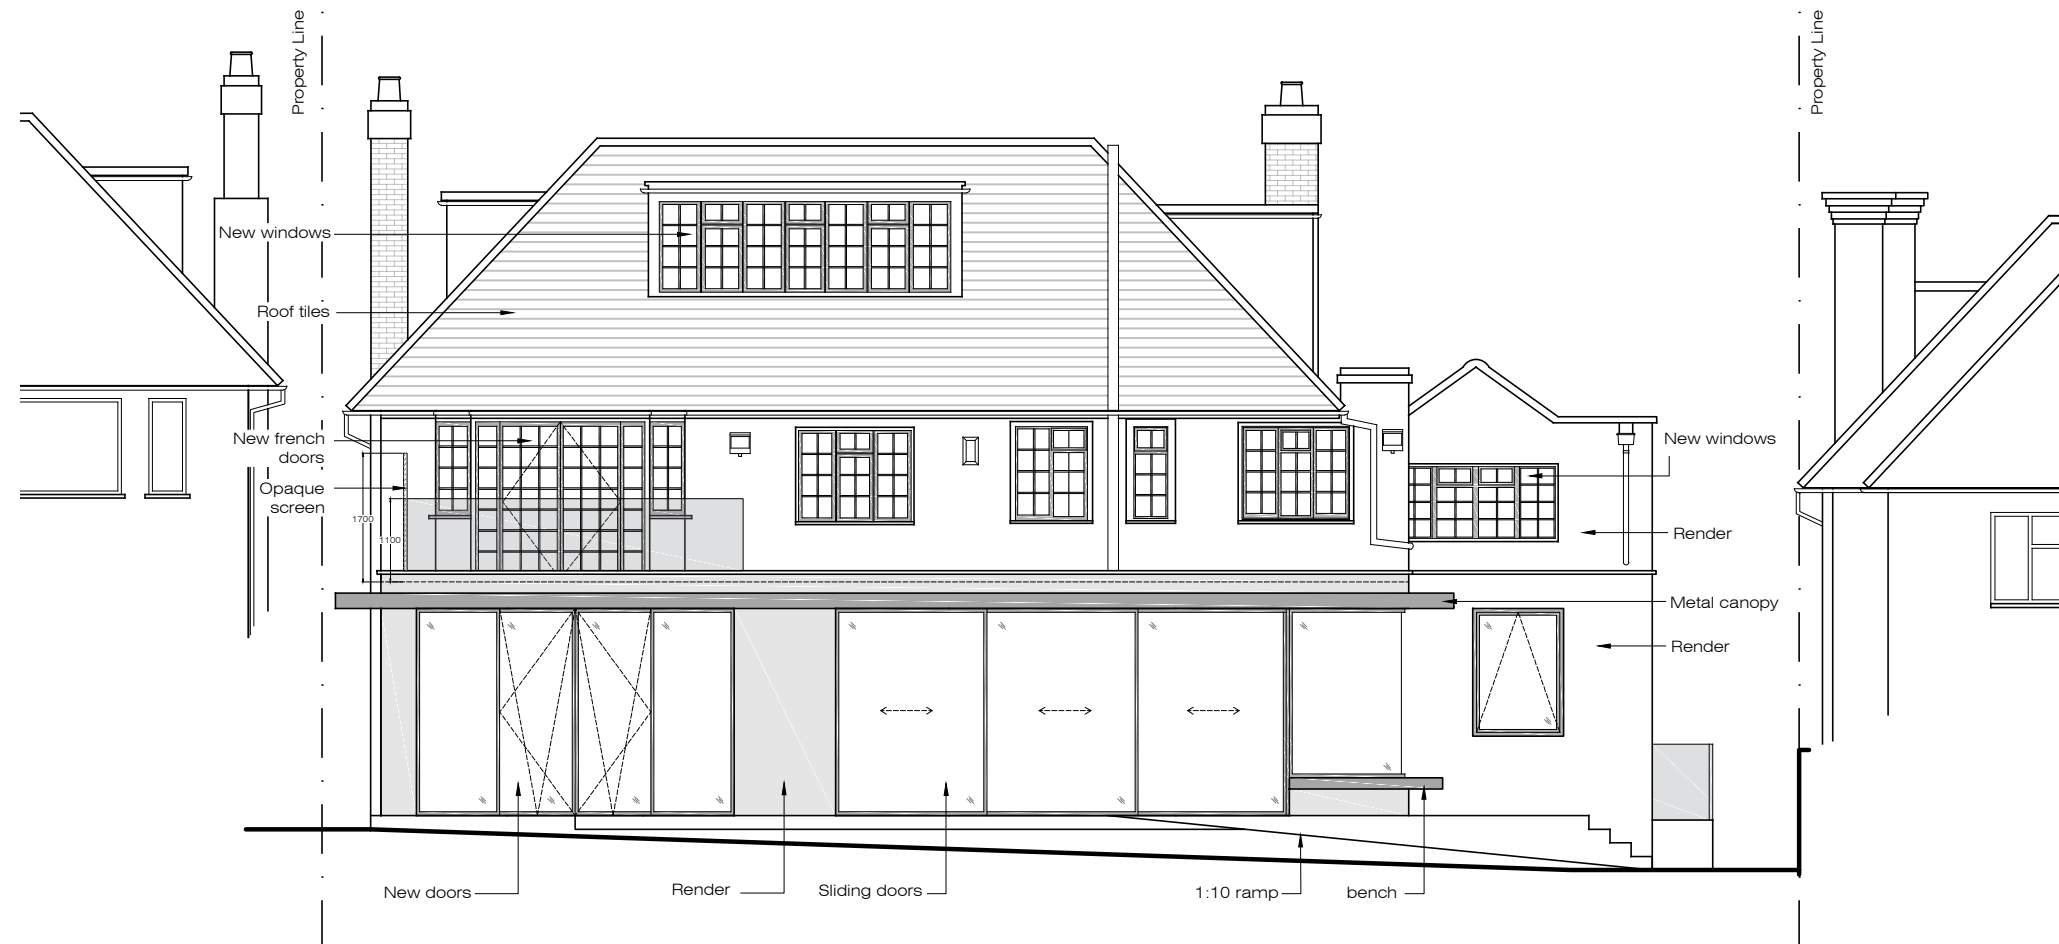 Property Line
Property Line
New windows
Roof tiles
New french
doors
New windows
Opaque
screen
1700
1100
Render
Metal canopy
Render
New doors
Render
Sliding doors
1:10 ramp
bench